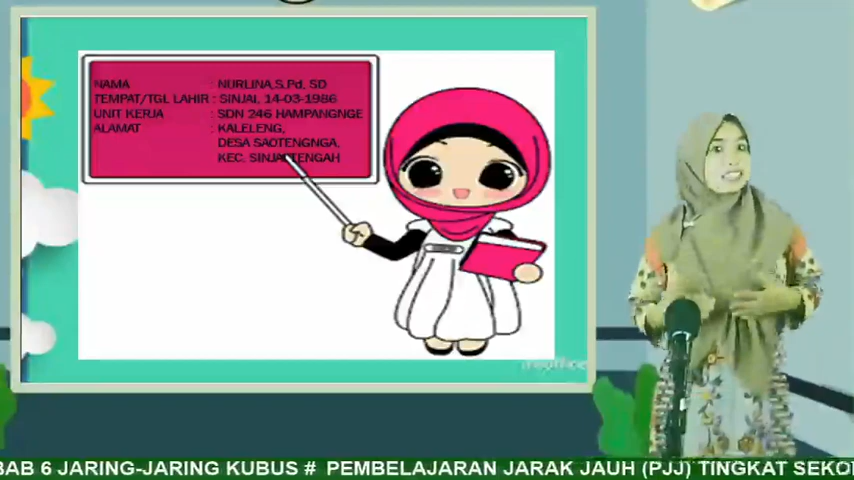 NAMA : NURLINA,S.Pd, SD
TEMPAT/TGL LAHIR : SINJAI, 14-03-1986
UNIT KERJA : SDN 246 HAMPANGNGE
ALAMAT : KALELENG,
DESA SAOTENGNGA,
KEC. SINJAI TENGAH
BAB 6 JARING-JARING KUBUS # PEMBELAJARAN JARAK JAUH (PJJ) TINGKAT SEKO